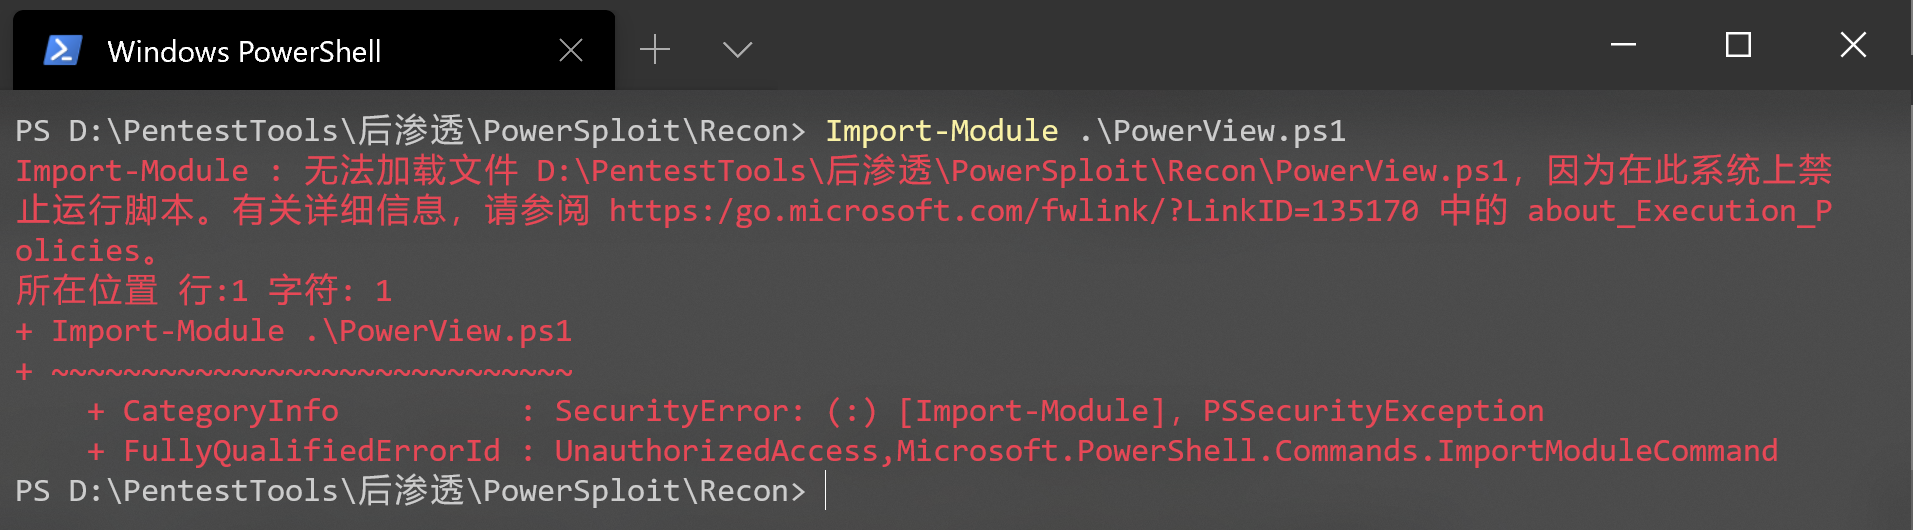 Windows PowerShell
PS D:\PentestTools\后渗透\PowerSploit\Recon> Import-Module .\PowerView.ps1
Import-Module : 无法加载文件 D:\PentestTools\后渗透\PowerSploit\Recon\PowerView.ps1，因为在此系统上禁
止运行脚本。有关详细信息，请参阅 https:/go.microsoft.com/fwlink/?LinkID=135170 中的 about_Execution_P
olicies。
所在位置 行:1 字符: 1
+ Import-Module .\PowerView.ps1
+ ~~~~~~~~~~~~~~~~~~~~~~~~~~~~~
+ CategoryInfo          : SecurityError: (:) [Import-Module]，PSSecurityException
+ FullyQualifiedErrorId : UnauthorizedAccess,Microsoft.PowerShell.Commands.ImportModuleCommand
PS D:\PentestTools\后渗透\PowerSploit\Recon>